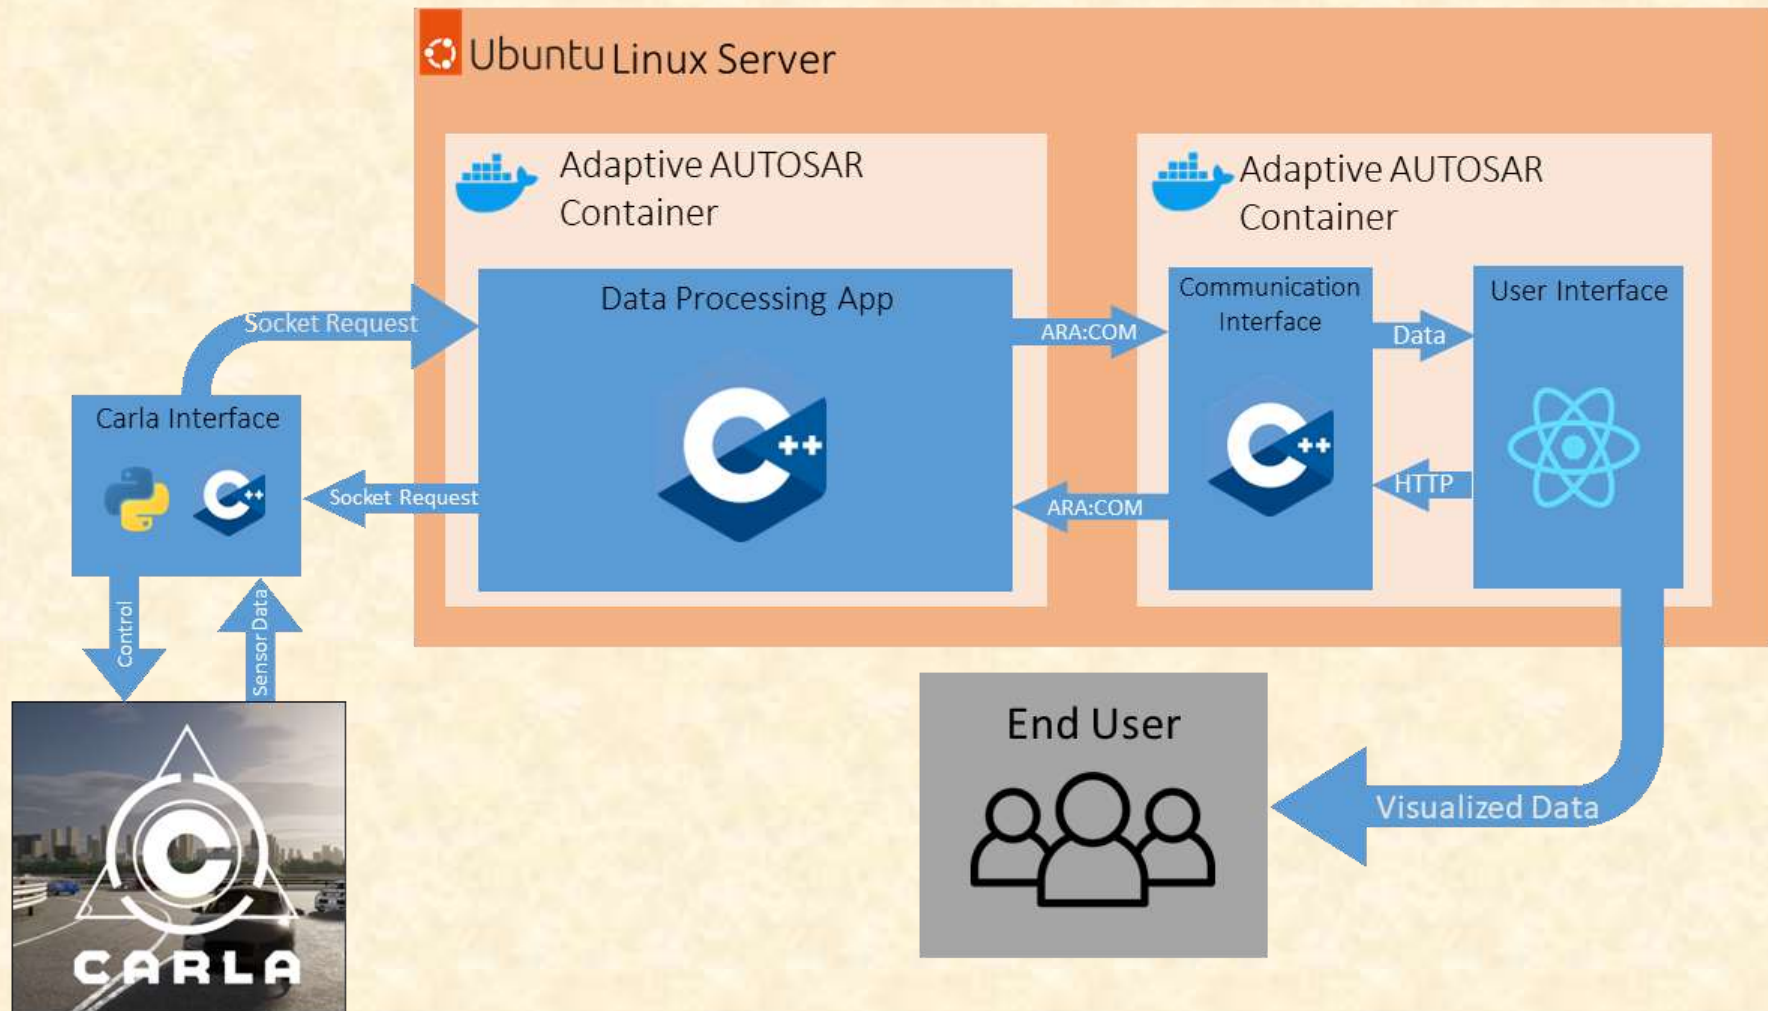 Ubuntu Linux Server
Adaptive AUTOSAR
Container
Adaptive AUTOSAR
Container
Data Processing App
Communication
Interface
User Interface
Socket Request
ARA:COM
Data
Carla Interface
C++
C++
C++
HTTP
Socket Request
ARA:COM
Control
Sensor Data
End User
Visualized Data
C
CARLA